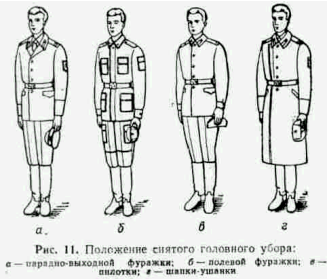 а. б в г
Рис. 11. Положение снятого головного убора:
а — парадно-выходной фуражки; б — полевой фуражки; в —
пилотки; г — шапки-ушанки